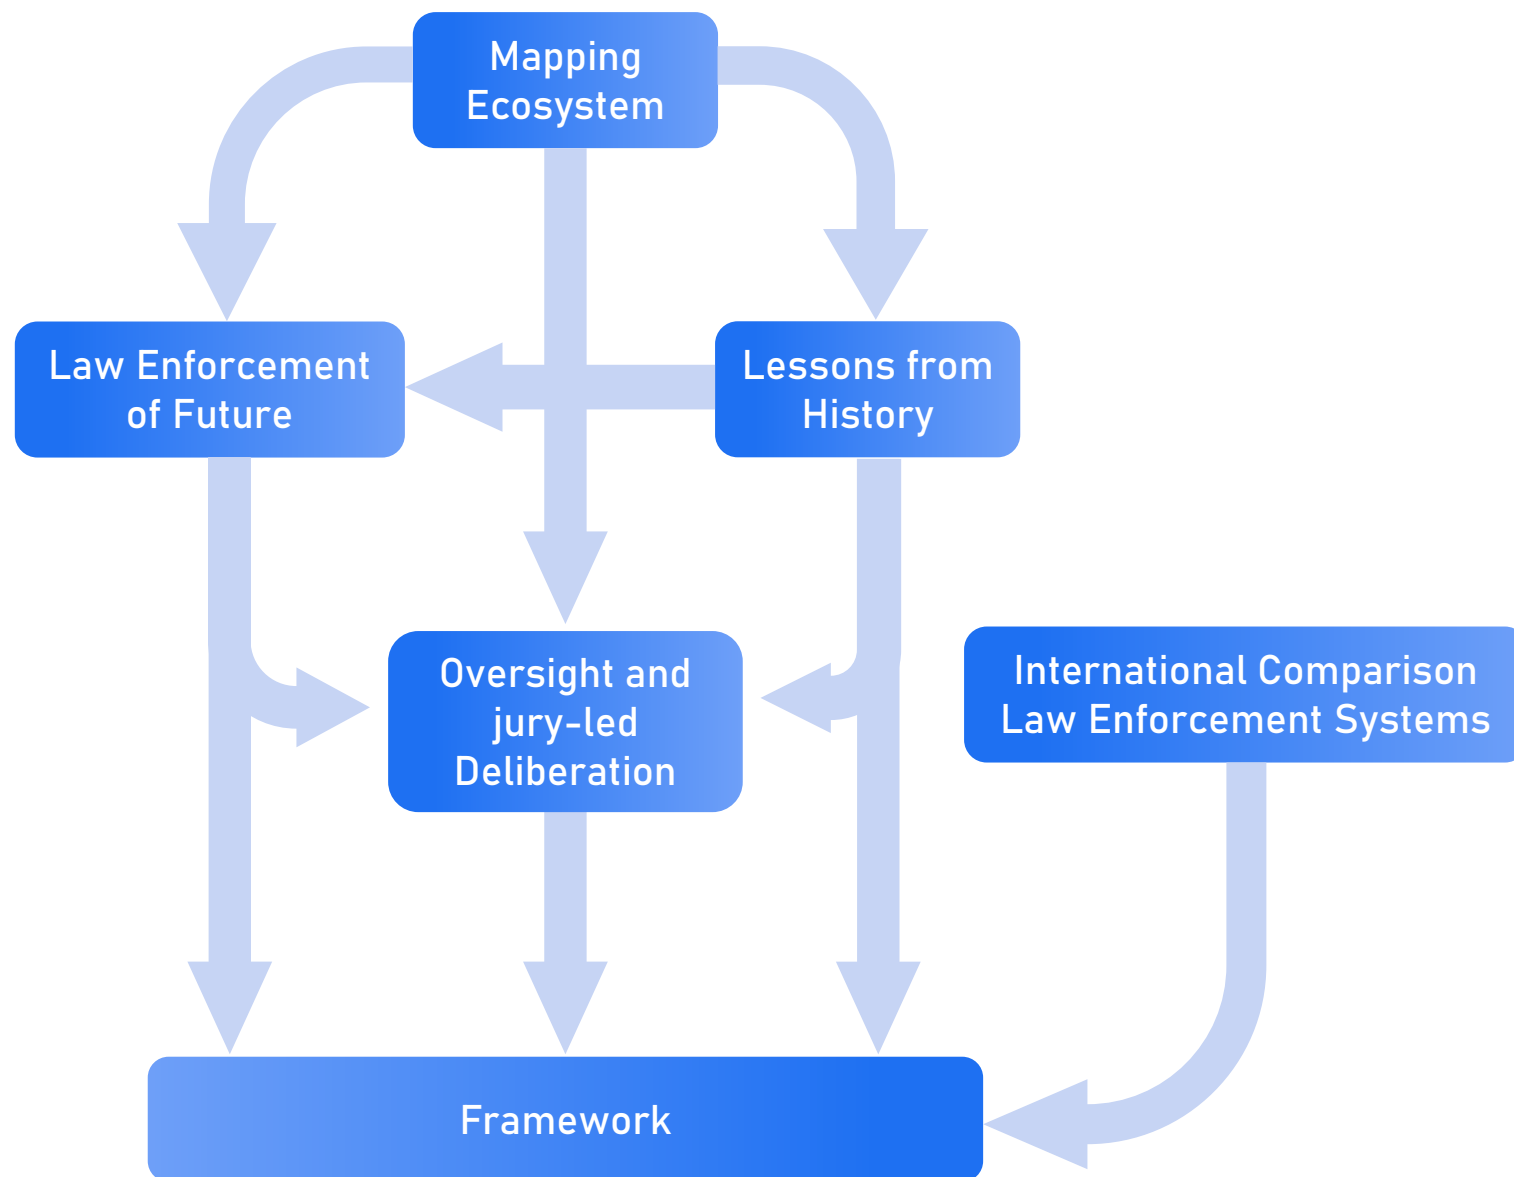 Mapping
Ecosystem
Law Enforcement
of Future
Lessons from
History
Oversight and
jury-led
Deliberation
International Comparison
Law Enforcement Systems
Framework